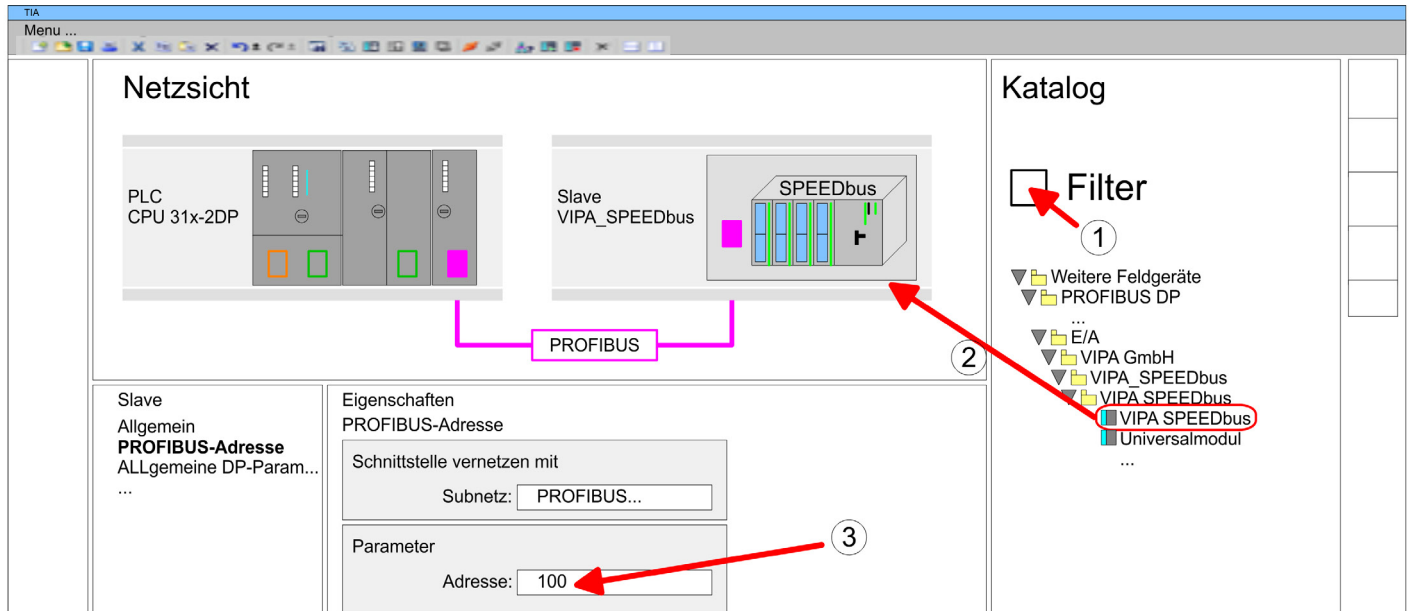 TIA
Menu ...
Netzsicht
PLC
CPU 31x-2DP
Slave
VIPA_SPEEDbus
SPEEDbus
PROFIBUS
2
Katalog
Filter
1
Weitere Feldgeräte
PROFIBUS DP
...
E/A
VIPA GmbH
VIPA_SPEEDbus
VIPA SPEEDbus
VIPA SPEEDbus
Universalmodul
...
Slave
Allgemein
PROFIBUS-Adresse
ALLgemeine DP-Param...
...
Eigenschaften
PROFIBUS-Adresse
Schnittstelle vernetzen mit
Subnetz: PROFIBUS...
Parameter
Adresse: 100
3